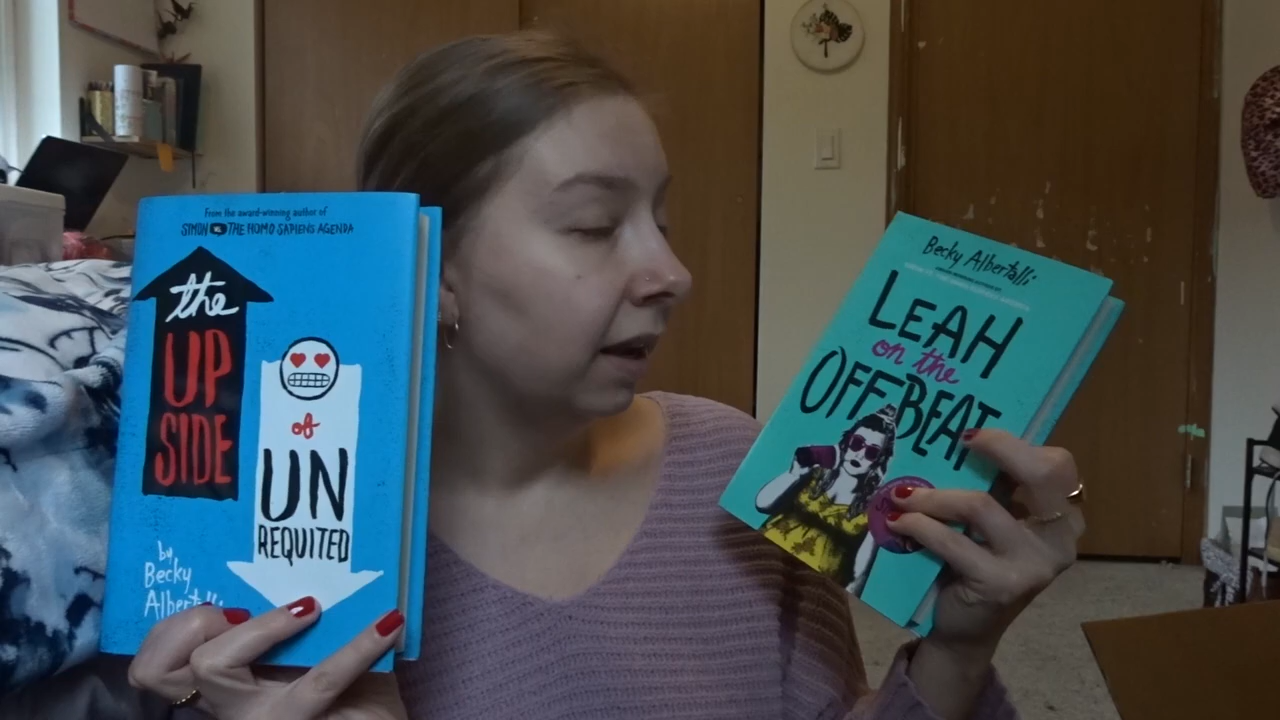 From the award-winning author of
SIMON VS. THE HOMO SAPIENS AGENDA
the
UP
SIDE
of
UN
REQUITED
by
Becky
Albertalli
Becky Albertalli
LEAH
on the
OFFBEAT